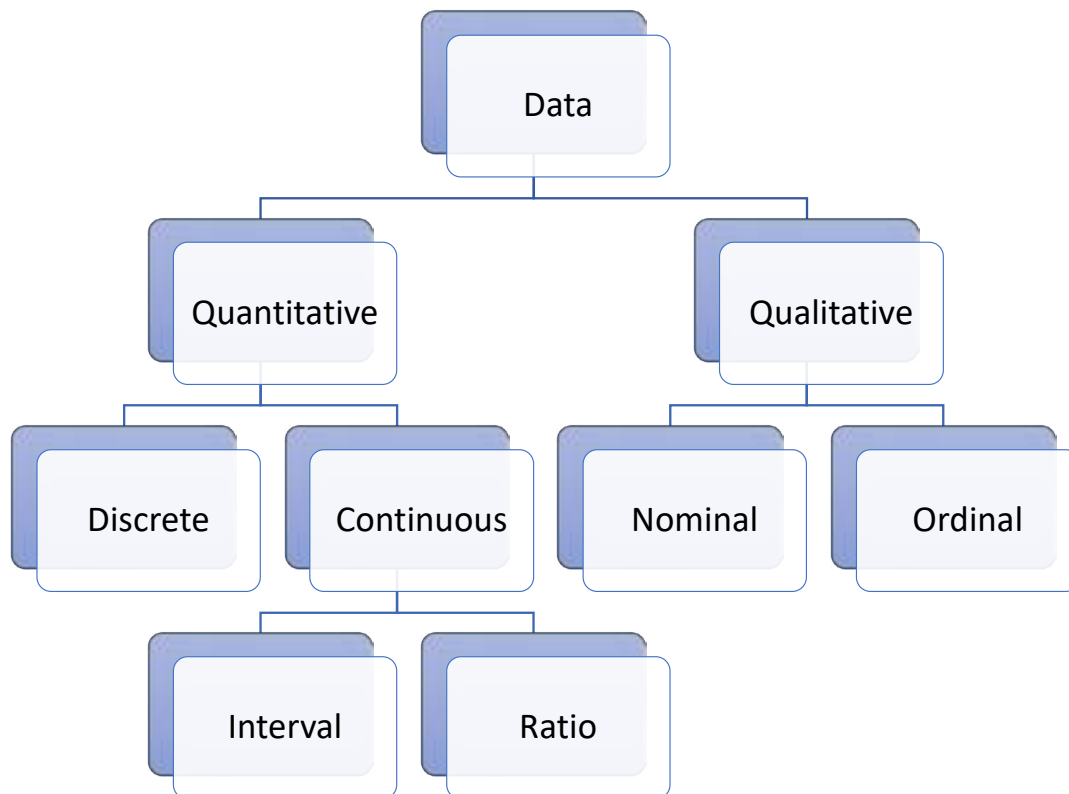 Data
Quantitative
Qualitative
Discrete
Continuous
Nominal
Ordinal
Interval
Ratio